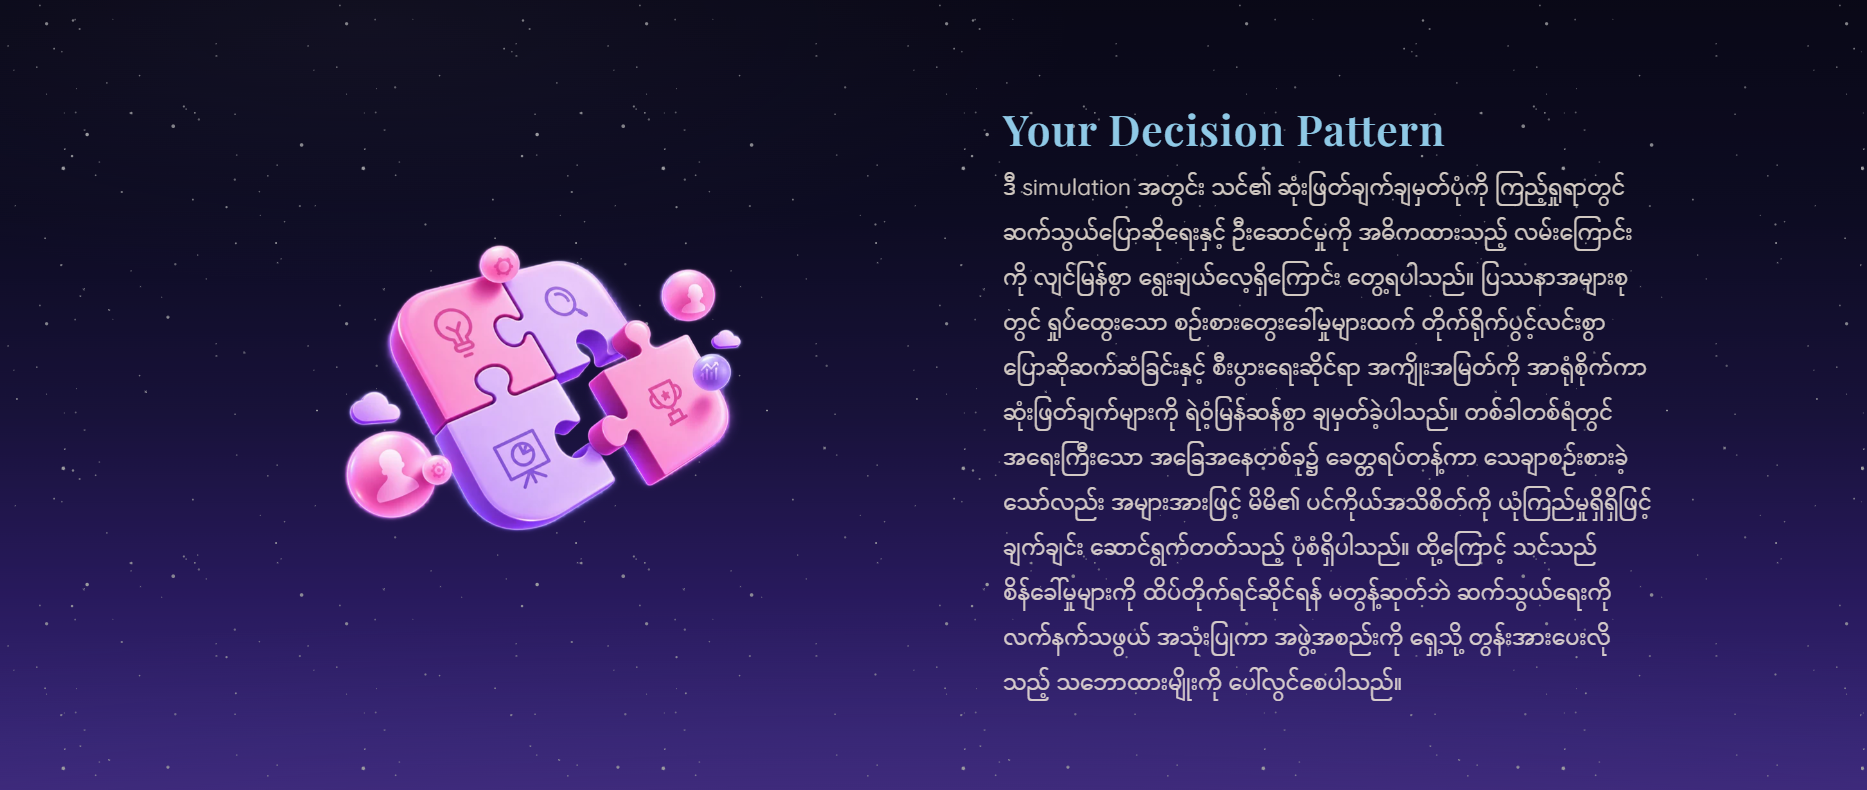 Your Decision Pattern
ဒီ simulation အတွင်း သင်၏ ဆုံးဖြတ်ချက်ချမှတ်ပုံကို ကြည့်ရှုရာတွင်
ဆက်သွယ်ပြောဆိုရေးနှင့် ဦးဆောင်မှုကို အဓိကထားသည့် လမ်းကြောင်း
ကို လျင်မြန်စွာ ရွေးချယ်လေ့ရှိကြောင်း တွေ့ရပါသည်။ ပြဿနာအများစု
တွင် ရှုပ်ထွေးသော စဉ်းစားတွေးခေါ်မှုများထက် တိုက်ရိုက်ပွင့်လင်းစွာ
ပြောဆိုဆက်ဆံခြင်းနှင့် စီးပွားရေးဆိုင်ရာ အကျိုးအမြတ်ကို အာရုံစိုက်ကာ
ဆုံးဖြတ်ချက်များကို ရဲဝံ့မြန်ဆန်စွာ ချမှတ်ခဲ့ပါသည်။ တစ်ခါတစ်ရံတွင်
အရေးကြီးသော အခြေအနေတစ်ခု၌ ခေတ္တရပ်တန့်ကာ သေချာစဉ်းစားခဲ့
သော်လည်း အများအားဖြင့် မိမိ၏ ပင်ကိုယ်အသိစိတ်ကို ယုံကြည်မှုရှိရှိဖြင့်
ချက်ချင်း ဆောင်ရွက်တတ်သည့် ပုံစံရှိပါသည်။ ထို့ကြောင့် သင်သည်
စိန်ခေါ်မှုများကို ထိပ်တိုက်ရင်ဆိုင်ရန် မတွန့်ဆုတ်ဘဲ ဆက်သွယ်ရေးကို
လက်နက်သဖွယ် အသုံးပြုကာ အဖွဲ့အစည်းကို ရှေ့သို့ တွန်းအားပေးလို
သည့် သဘောထားမျိုးကို ပေါ်လွင်စေပါသည်။